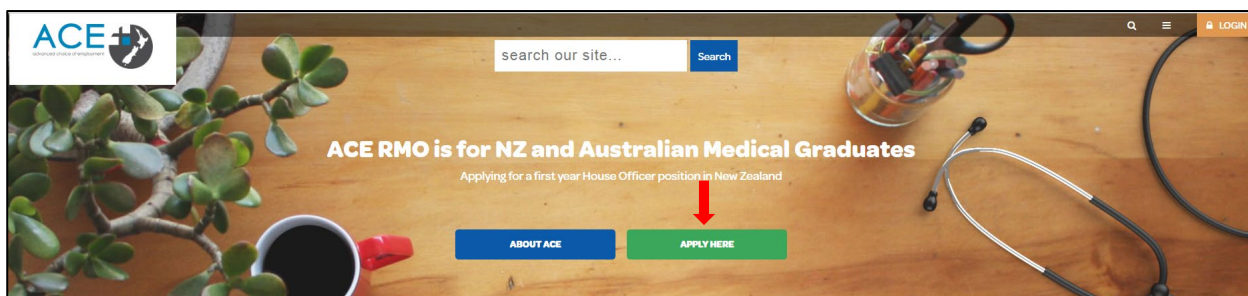 ACE
advanced choice of employment
LOGIN
search our site...
Search
ACE RMO is for NZ and Australian Medical Graduates
Applying for a first year House Officer position in New Zealand
ABOUT ACE
APPLY HERE